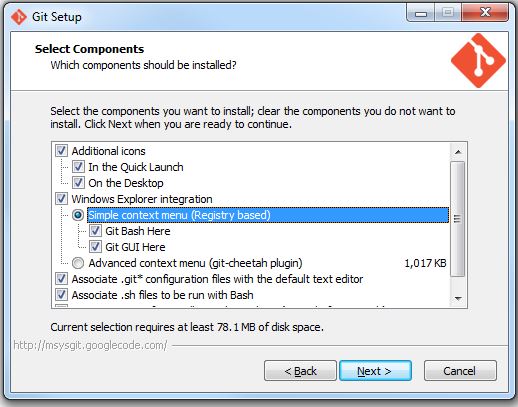 Git Setup
Select Components
Which components should be installed?
Select the components you want to install; clear the components you do not want to
install. Click Next when you are ready to continue.
Additional icons
In the Quick Launch
On the Desktop
Windows Explorer integration
Simple context menu (Registry based)
Git Bash Here
Git GUI Here
Advanced context menu (git-cheetah plugin) 1,017 KB
Associate .git* configuration files with the default text editor
Associate .sh files to be run with Bash
Current selection requires at least 78.1 MB of disk space.
http://msysgit.googlecode.com/
< Back
Next >
Cancel